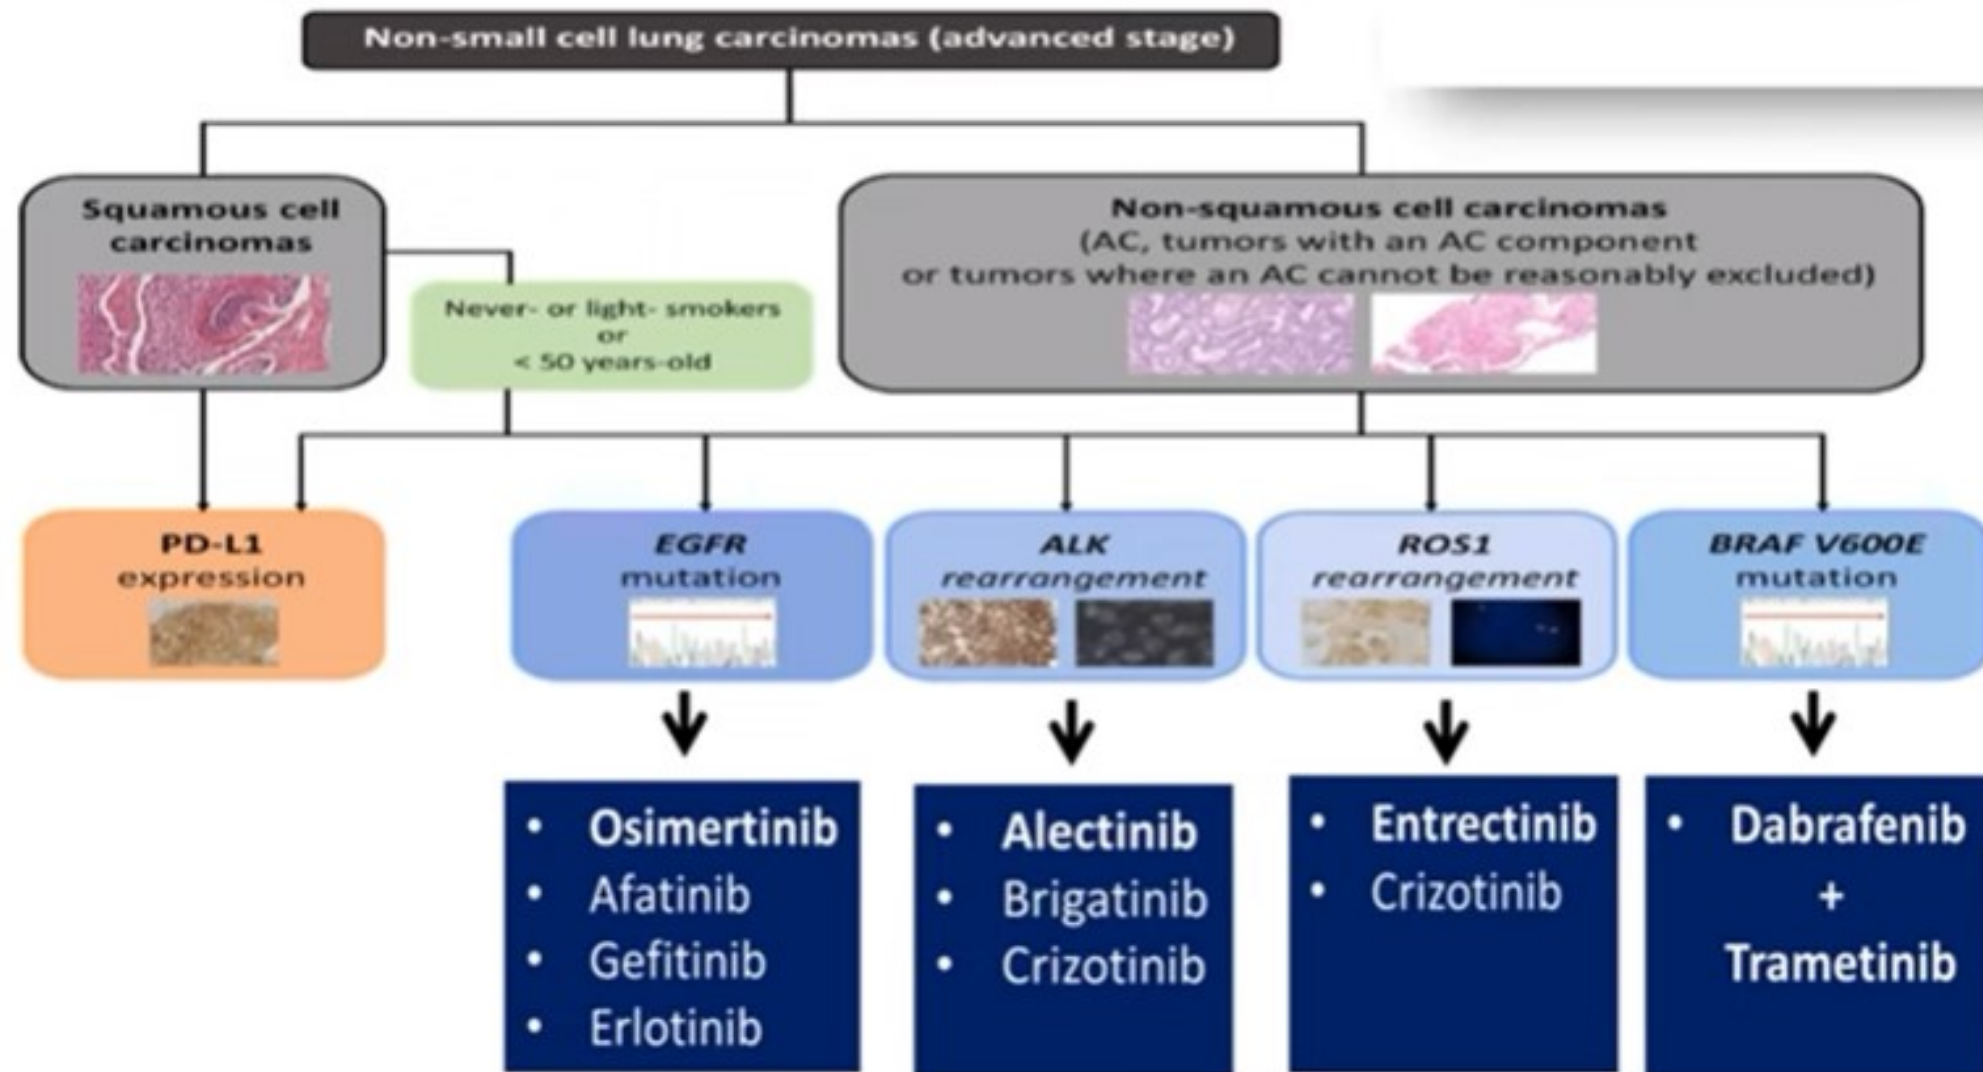 Non-small cell lung carcinomas (advanced stage)
Squamous cell
carcinomas
Never- or light- smokers
or
< 50 years-old
Non-squamous cell carcinomas
(AC, tumors with an AC component
or tumors where an AC cannot be reasonably excluded)
PD-L1
expression
EGFR
mutation
ALK
rearrangement
ROS1
rearrangement
BRAF V600E
mutation
• Osimertinib
• Afatinib
• Gefitinib
• Erlotinib
• Alectinib
• Brigatinib
• Crizotinib
• Entrectinib
• Crizotinib
• Dabrafenib
+
Trametinib